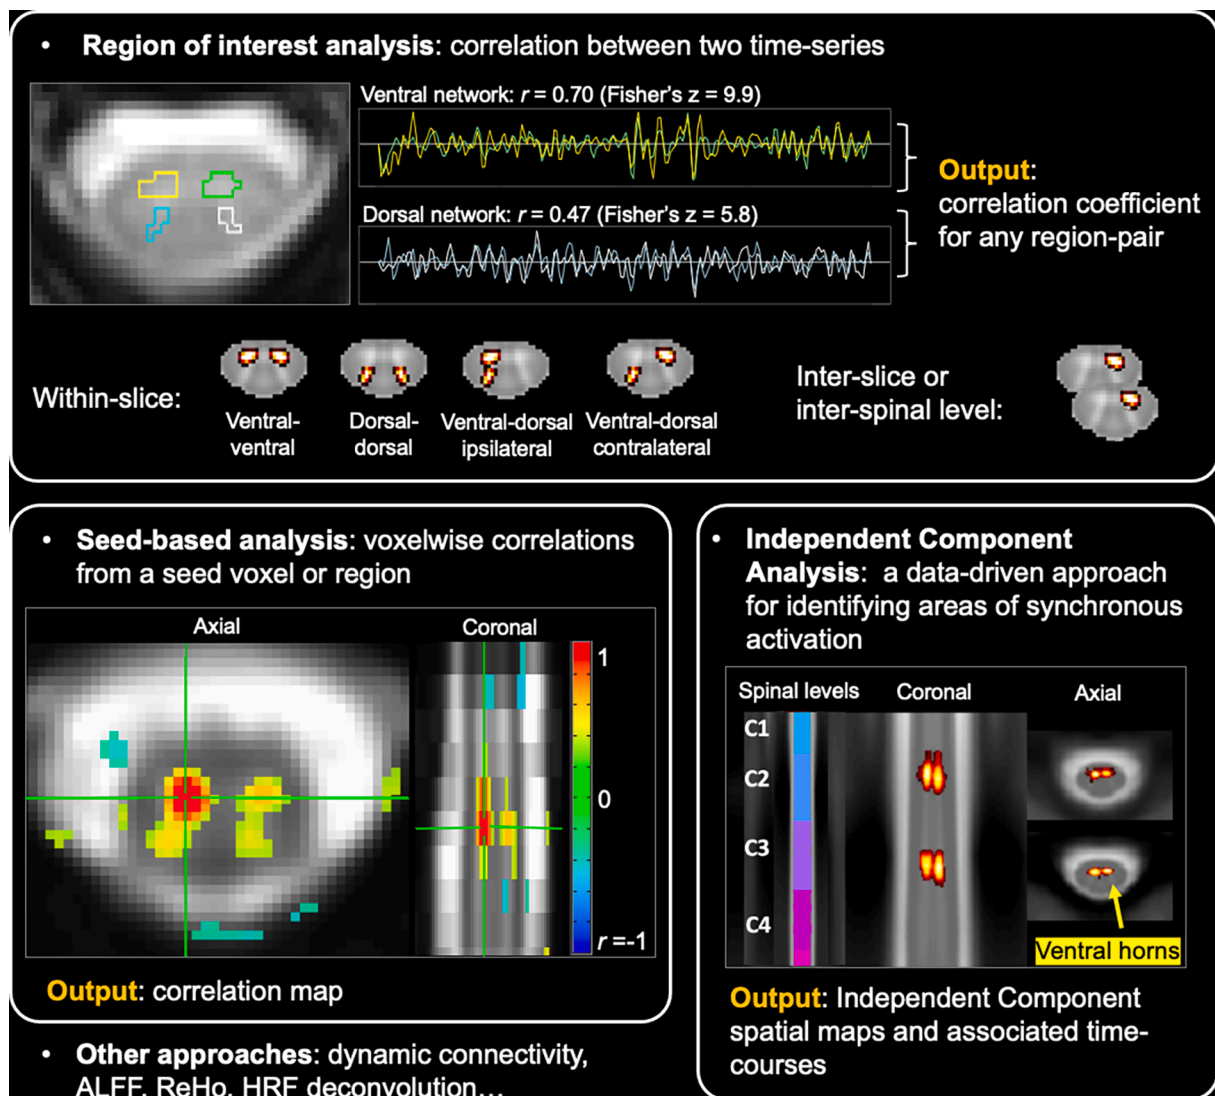 • Region of interest analysis: correlation between two time-series
Ventral network: r = 0.70 (Fisher's z = 9.9)
Dorsal network: r = 0.47 (Fisher's z = 5.8)
Output:
correlation coefficient
for any region-pair
Within-slice:
Ventral-
ventral
Dorsal-
dorsal
Ventral-dorsal
ipsilateral
Ventral-dorsal
contralateral
Inter-slice or
inter-spinal level:
• Seed-based analysis: voxelwise correlations
from a seed voxel or region
Axial
Coronal
1
0
r =-1
Output: correlation map
• Other approaches: dynamic connectivity,
ALFF, ReHo, HRF deconvolution…
• Independent Component
Analysis: a data-driven approach
for identifying areas of synchronous
activation
Spinal levels
Coronal
Axial
C1
C2
C3
C4
Ventral horns
Output: Independent Component
spatial maps and associated time-
courses